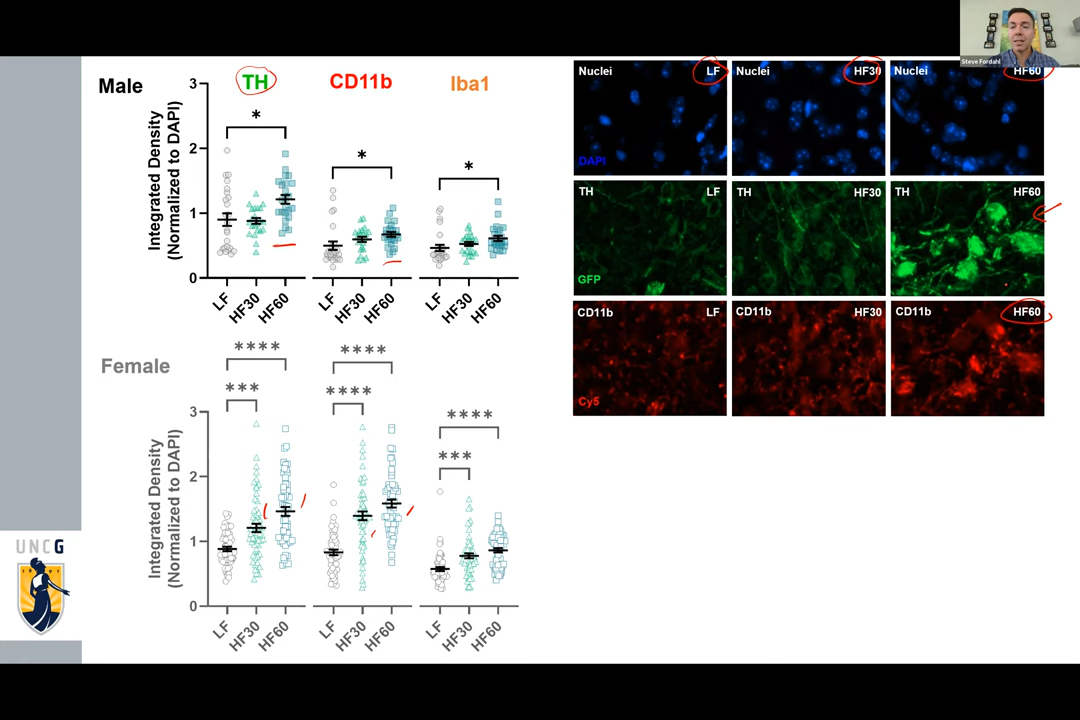 Steve Fordahl
Male
TH
CD11b
Iba1
Integrated Density
(Normalized to DAPI)
3
2
1
0
*
*
*
LF
HF30
HF60
LF
HF30
HF60
LF
HF30
HF60
Female
Integrated Density
(Normalized to DAPI)
3
2
1
0
****
***
****
****
****
***
LF
HF30
HF60
LF
HF30
HF60
LF
HF30
HF60
Nuclei LF
DAPI
Nuclei HF30
Nuclei HF60
TH LF
GFP
TH HF30
TH HF60
CD11b LF
Cy5
CD11b HF30
CD11b HF60
UNCG